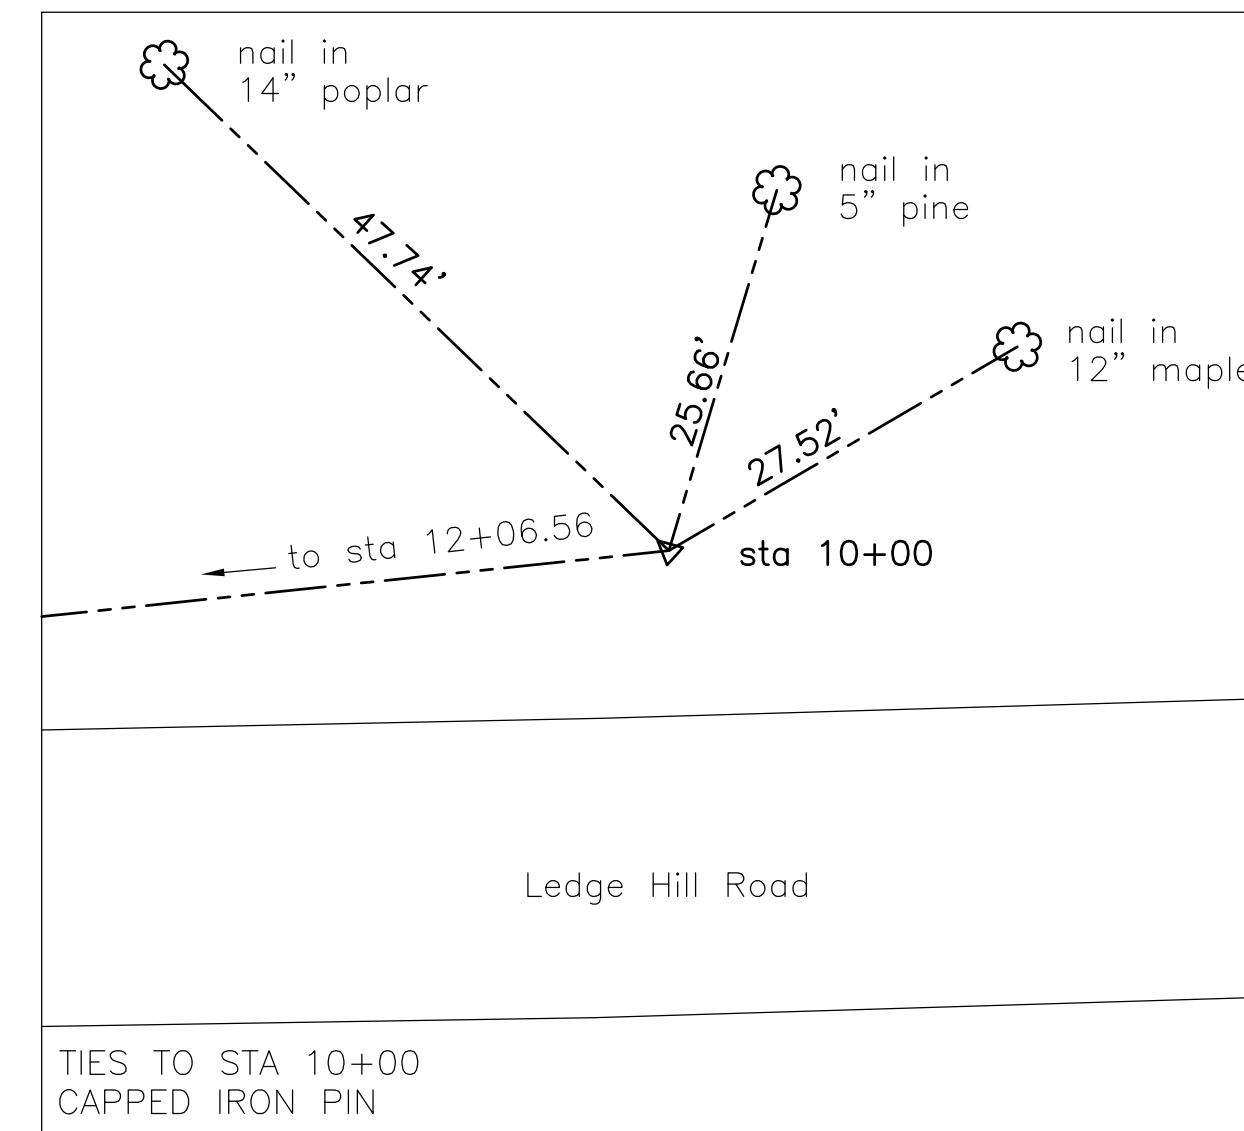 nail in
14” poplar
nail in
5” pine
47.74’
25.66’
nail in
12” maple
27.52’
to sta 12+06.56
sta 10+00
Ledge Hill Road
TIES TO STA 10+00
CAPPED IRON PIN